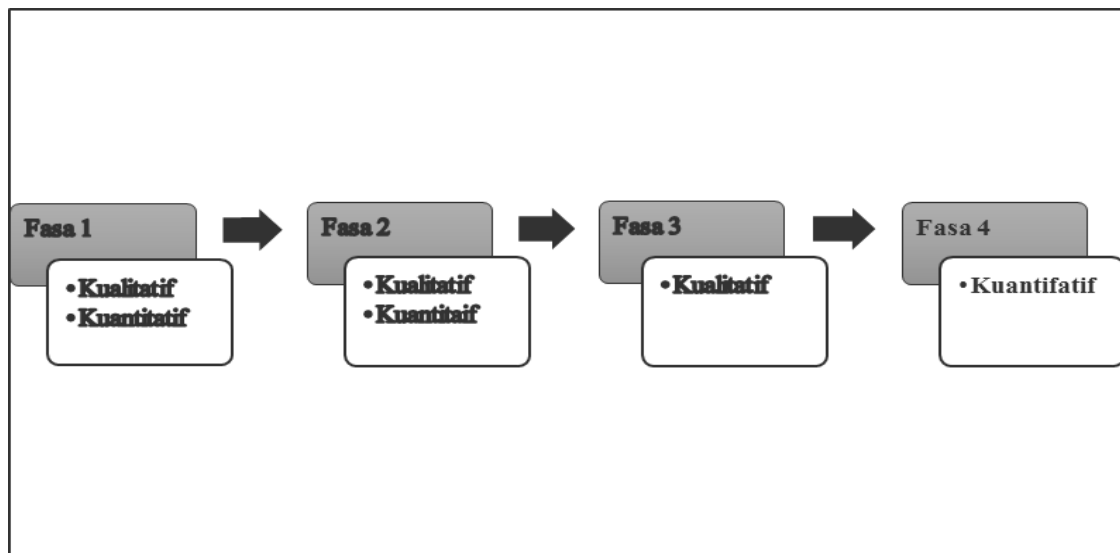 Fasa 1
• Kualitatif
• Kuantitatif
Fasa 2
• Kualitatif
• Kuantitaif
Fasa 3
• Kualitatif
Fasa 4
• Kuantifatif